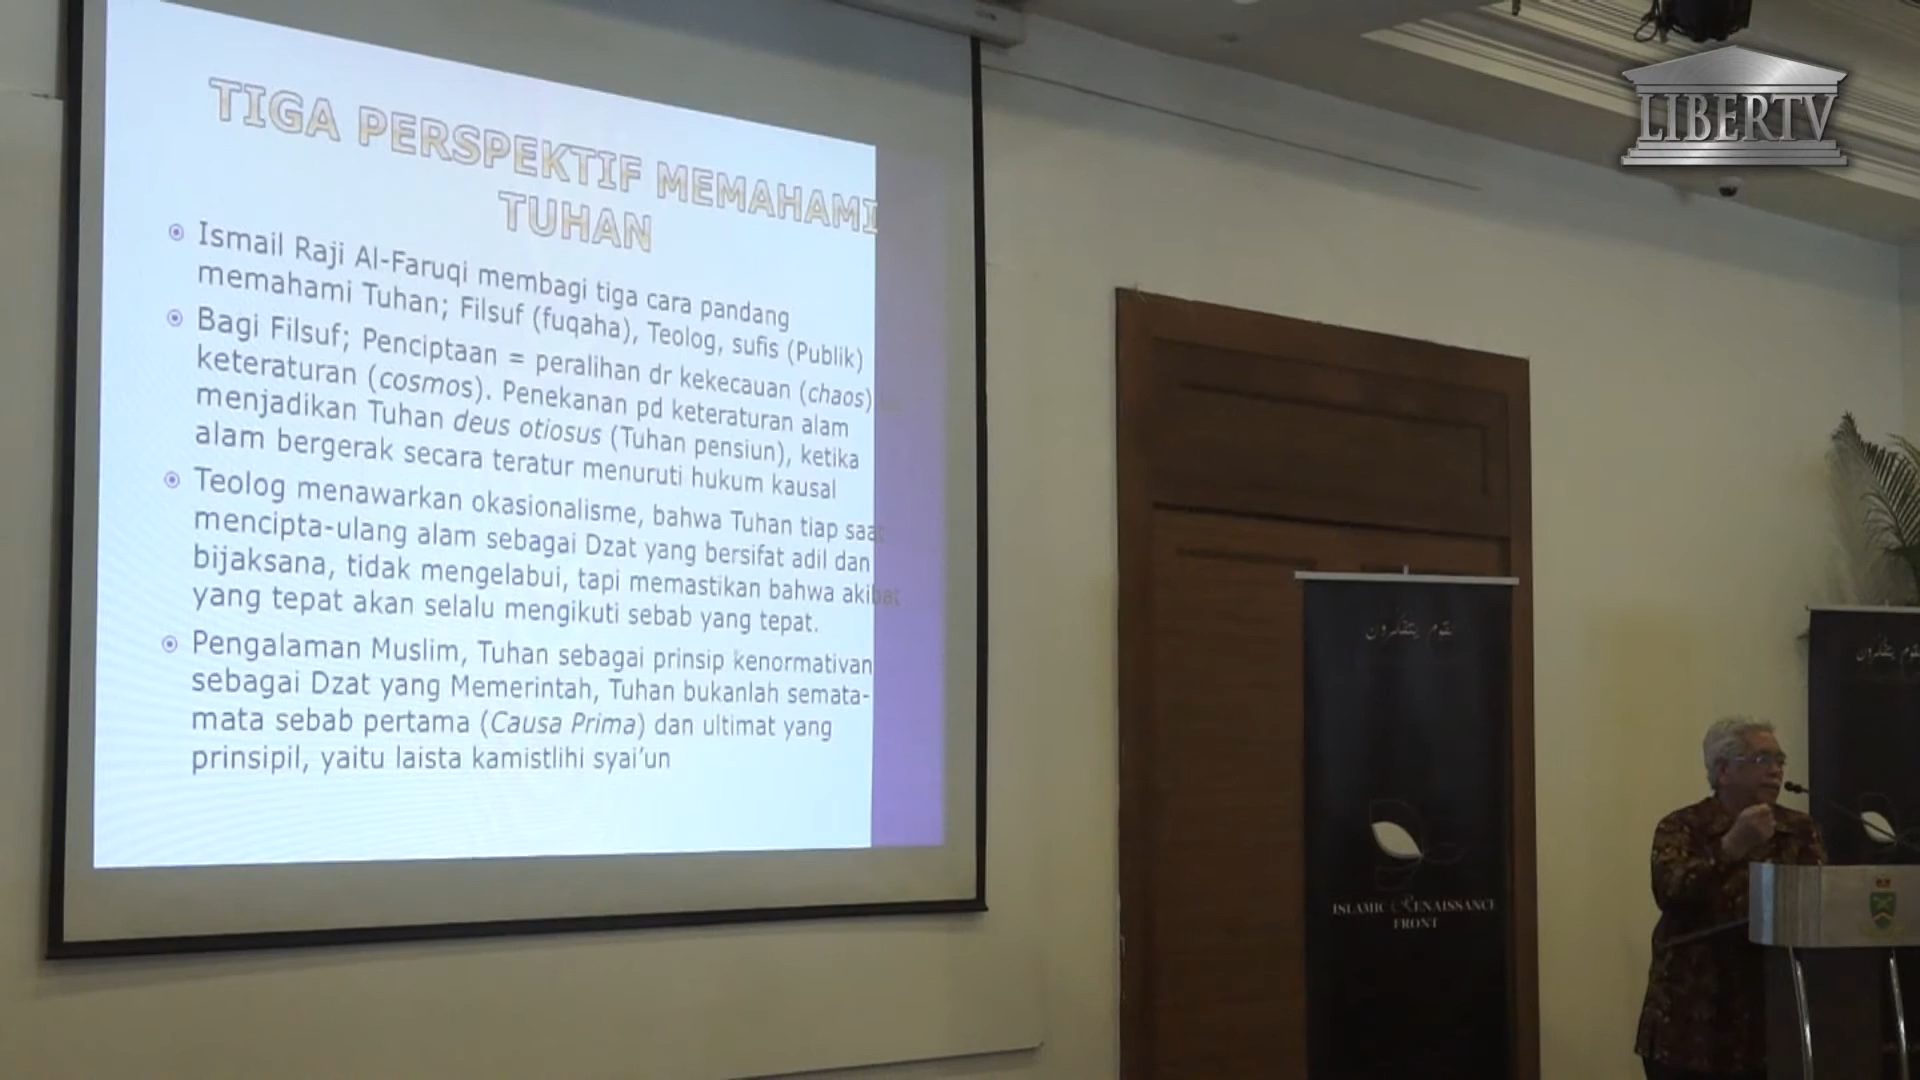 TIGA PERSPEKTIF MEMAHAMI
TUHAN
Ismail Raji Al-Faruqi membagi tiga cara pandang
memahami Tuhan; Filsuf (fuqaha), Teolog, sufis (Publik)
Bagi Filsuf; Penciptaan = peralihan dr kekecauan (chaos)
keteraturan (cosmos). Penekanan pd keteraturan alam
menjadikan Tuhan deus otiosus (Tuhan pensiun), ketika
alam bergerak secara teratur menuruti hukum kausal
Teolog menawarkan okasionalisme, bahwa Tuhan tiap saat
mencipta-ulang alam sebagai Dzat yang bersifat adil dan
bijaksana, tidak mengelabui, tapi memastikan bahwa akibat
yang tepat akan selalu mengikuti sebab yang tepat.
Pengalaman Muslim, Tuhan sebagai prinsip kenormativan
sebagai Dzat yang Memerintah, Tuhan bukanlah semata-
mata sebab pertama (Causa Prima) dan ultimat yang
prinsipil, yaitu laista kamistlihi syai'un
LIBERTV
لقوم يتفكرون
ISLAMIC RENAISSANCE
FRONT